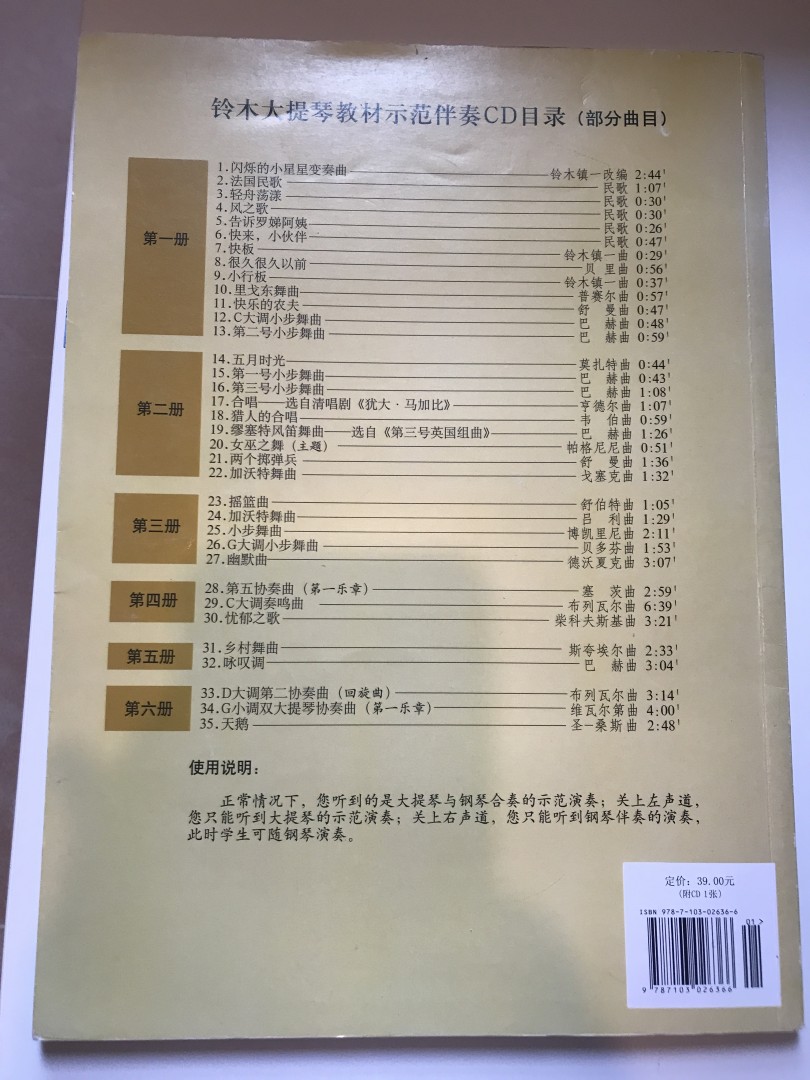 铃木大提琴教材示范伴奏CD目录（部分曲目）
第一册
1.闪烁的小星星变奏曲——铃木镇一改编 2:44'
2.法国民歌——民歌 1:07'
3.轻舟荡漾——民歌 0:30'
4.风之歌——民歌 0:30'
5.告诉罗娣阿姨——民歌 0:26'
6.快来，小伙伴——民歌 0:47'
7.快板——铃木镇一曲 0:29'
8.很久很久以前——贝 里曲 0:56'
9.小行板——铃木镇一曲 0:37'
10.里戈东舞曲——普赛尔曲 0:57'
11.快乐的农夫——舒 曼曲 0:47'
12.C大调小步舞曲——巴 赫曲 0:48'
13.第二号小步舞曲——巴 赫曲 0:59'
第二册
14.五月时光——莫扎特曲 0:44'
15.第一号小步舞曲——巴 赫曲 0:43'
16.第三号小步舞曲——巴 赫曲 1:08'
17.合唱——选自清唱剧《犹大·马加比》——亨德尔曲 1:07'
18.猎人的合唱——韦 伯曲 0:59'
19.缪塞特风笛舞曲——选自《第三号英国组曲》——巴 赫曲 1:26'
20.女巫之舞（主题）——帕格尼尼曲 0:51'
21.两个掷弹兵——舒 曼曲 1:36'
22.加沃特舞曲——戈塞克曲 1:32'
第三册
23.摇篮曲——舒伯特曲 1:05'
24.加沃特舞曲——吕 利曲 1:29'
25.小步舞曲——博凯里尼曲 2:11'
26.G大调小步舞曲——贝多芬曲 1:53'
27.幽默曲——德沃夏克曲 3:07'
第四册
28.第五协奏曲（第一乐章）——塞 茨曲 2:59'
29.C大调奏鸣曲——布列瓦尔曲 6:39'
30.忧郁之歌——柴科夫斯基曲 3:21'
第五册
31.乡村舞曲——斯夸埃尔曲 2:33'
32.咏叹调——巴 赫曲 3:04'
第六册
33.D大调第二协奏曲（回旋曲）——布列瓦尔曲 3:14'
34.G小调双大提琴协奏曲（第一乐章）——维瓦尔第曲 4:00'
35.天鹅——圣—桑斯曲 2:48'
使用说明：
正常情况下，您听到的是大提琴与钢琴合奏的示范演奏；关上左声道，
您只能听到大提琴的示范演奏；关上右声道，您只能听到钢琴伴奏的演奏，
此时学生可随钢琴演奏。
定价：39.00元
（附CD 1张）
ISBN 978-7-103-02636-6
01>
9 787103 026366